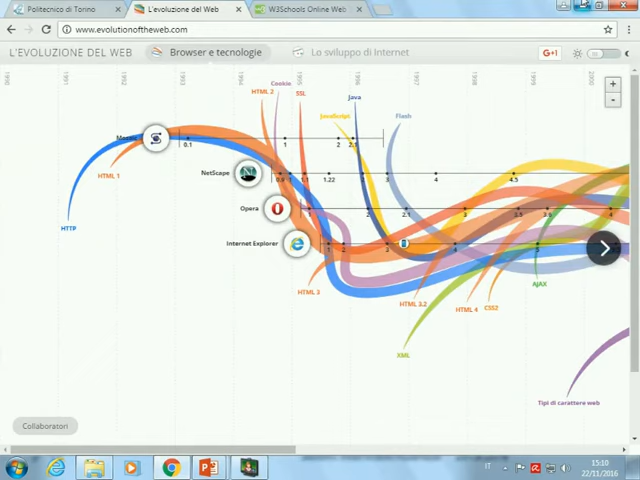 Politecnico di Torino
L'evoluzione del Web
W3Schools Online Web
www.evolutionoftheweb.com
L'EVOLUZIONE DEL WEB
Browser e tecnologie
Lo sviluppo di Internet
G+1
1990
1991
1992
1993
1994
1995
1996
1997
1998
1999
2000
Cookie
HTML 2
SSL
Java
JavaScript
Flash
Mosaic
0.1
1
2
2.1
HTML 1
NetScape
0.9
1
1.1
1.22
2
3
4
4.5
Opera
1
2
2.1
3
3.5
3.6
4
HTTP
Internet Explorer
1
2
3
4
5
HTML 3
HTML 3.2
HTML 4
CSS2
AJAX
XML
Tipi di carattere web
Collaboratori
IT
15:10
22/11/2016